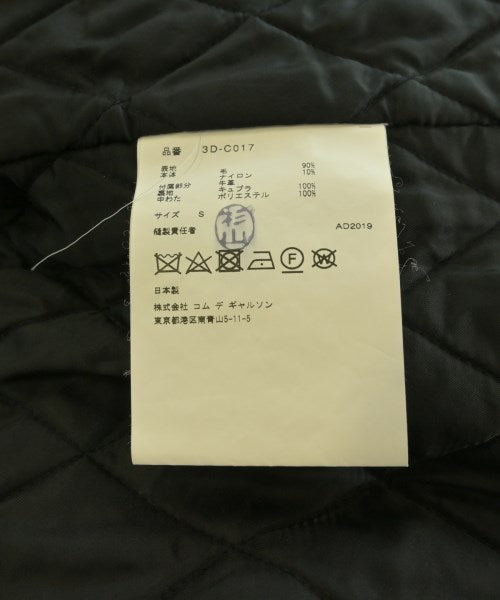 品番 3D-C017
表地
本体 毛 90%
ナイロン 10%
付属部分 牛革
裏地 キュプラ 100%
中わた ポリエステル 100%
サイズ S
縫製責任者 杉山
AD2019
日本製
株式会社 コム デ ギャルソン
東京都港区南青山5-11-5